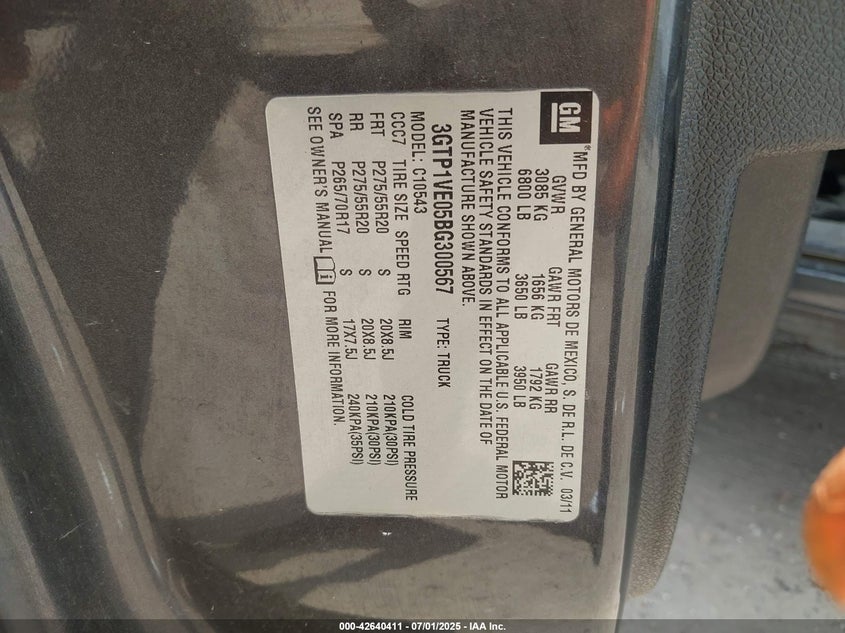 GM
®MFD BY GENERAL MOTORS DE MEXICO, S. DE R.L. DE C.V. 03/11
GVWR GAWR FRT GAWR RR
3085 KG 1656 KG 1792 KG
6800 LB 3650 LB 3950 LB
THIS VEHICLE CONFORMS TO ALL APPLICABLE U.S. FEDERAL MOTOR
VEHICLE SAFETY STANDARDS IN EFFECT ON THE DATE OF
MANUFACTURE SHOWN ABOVE.
3GTP1VE05BG300567 TYPE: TRUCK
MODEL: C10543
CCC7 TIRE SIZE SPEED RTG RIM COLD TIRE PRESSURE
FRT P275/55R20 S 20X8.5J 210KPA(30PSI)
RR P275/55R20 S 20X8.5J 210KPA(30PSI)
SPA P265/70R17 S 17X7.5J 240KPA(35PSI)
SEE OWNER'S MANUAL i FOR MORE INFORMATION.
000-42640411 - 07/01/2025 - IAA Inc.